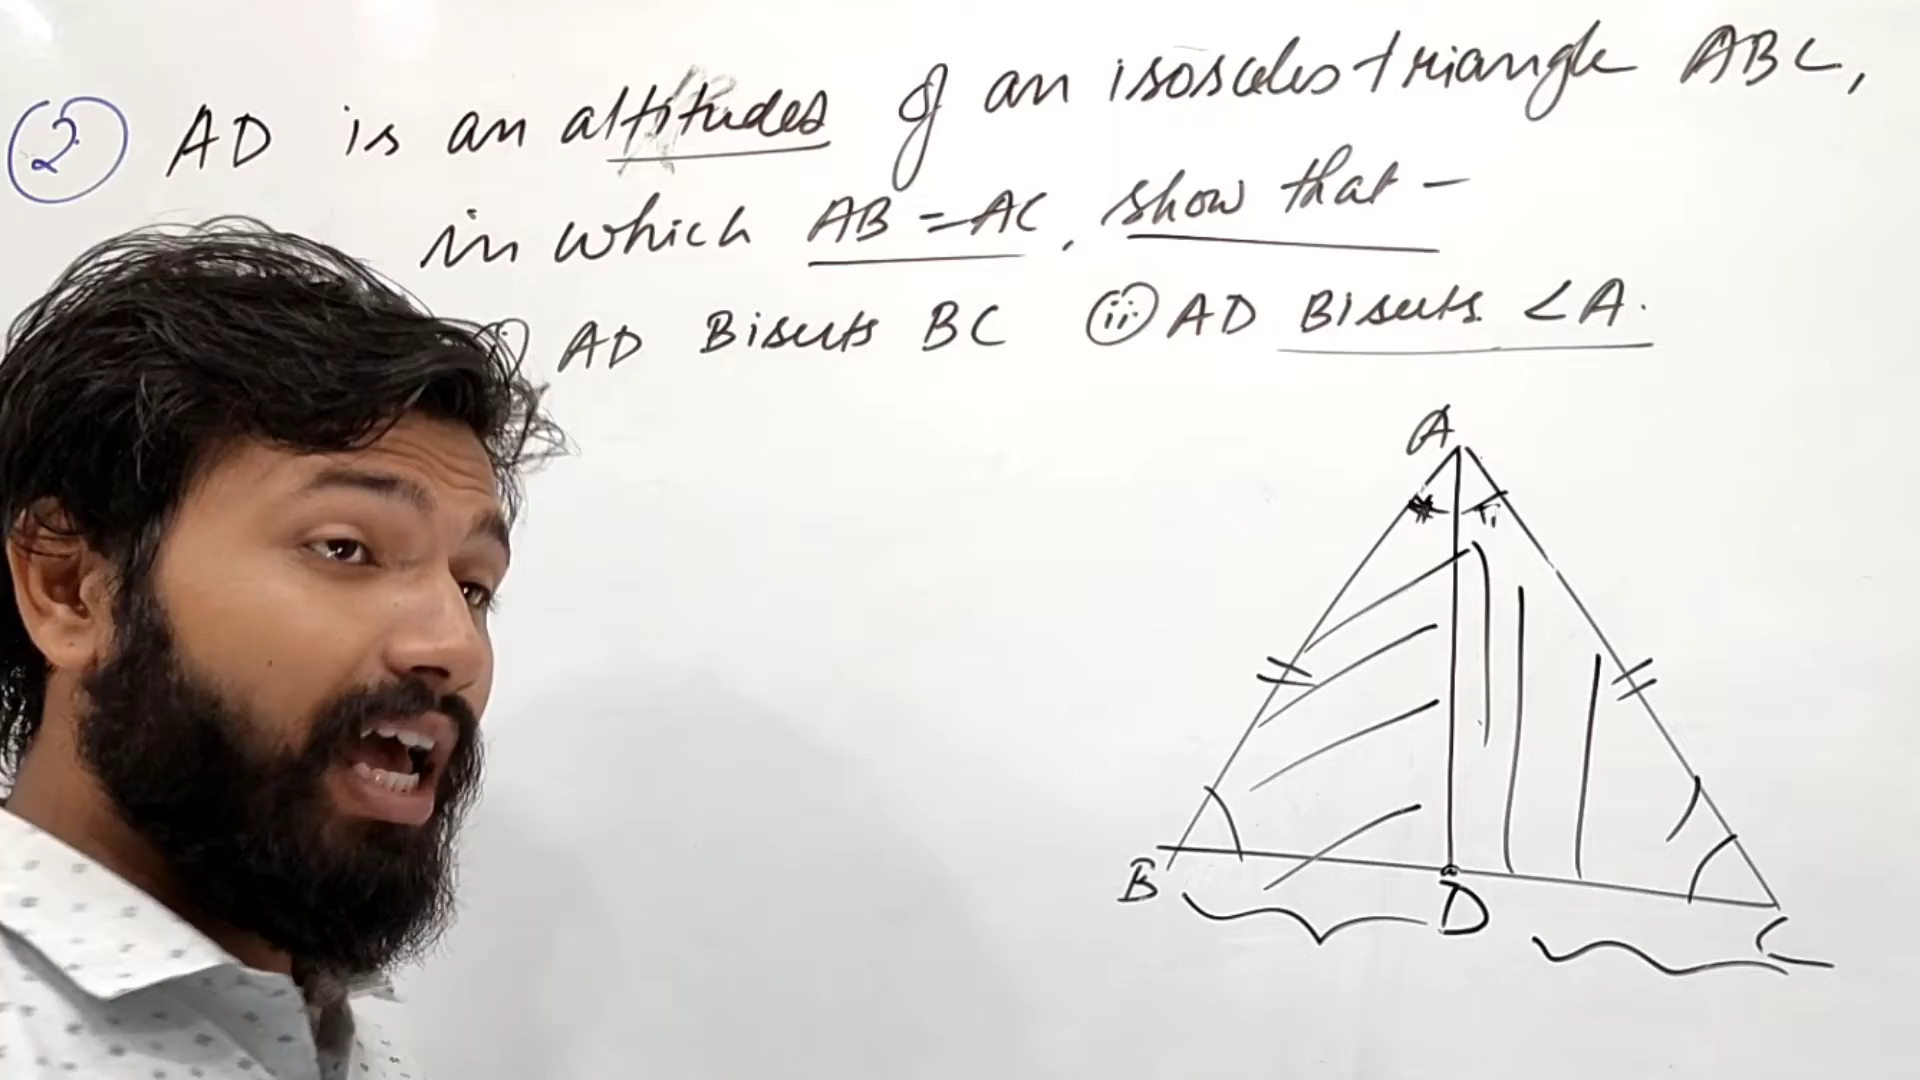 2 AD is an altitudes of an isosceles triangle ABC,
in which AB = AC, show that -
i) AD Bisects BC ii) AD Bisects <A.
A
B
D
C